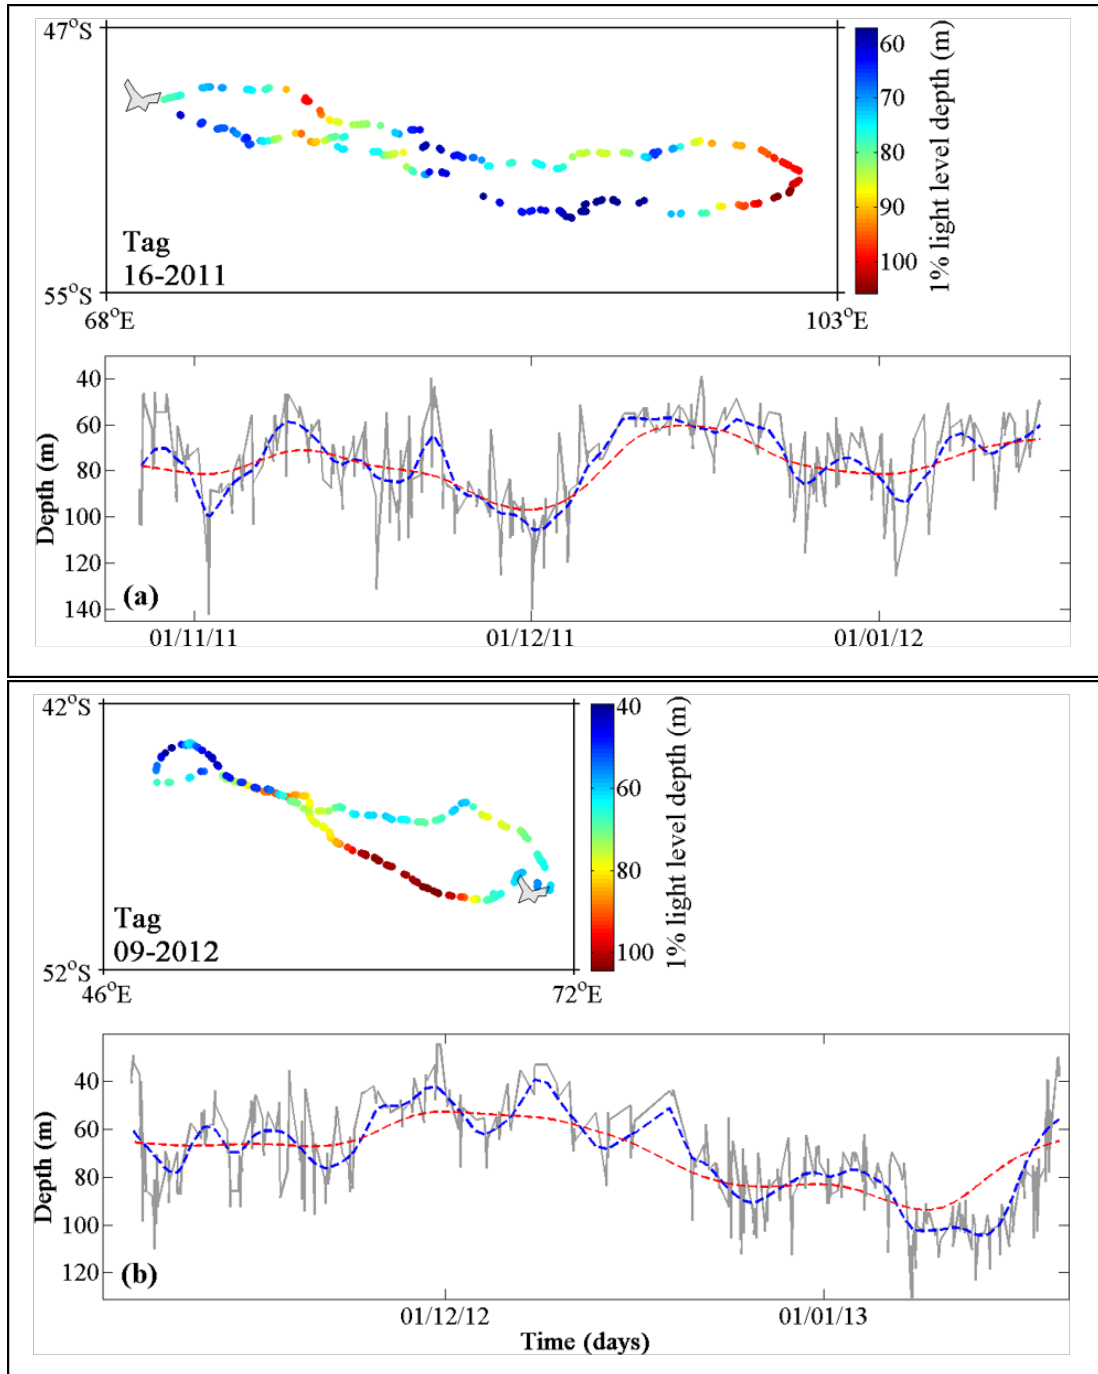 47°S
Tag
16-2011
55°S
68°E
103°E
60
70
80
90
100
1% light level depth (m)
40
60
80
100
120
140
Depth (m)
(a)
01/11/11
01/12/11
01/01/12
42°S
Tag
09-2012
52°S
46°E
72°E
40
60
80
100
1% light level depth (m)
40
60
80
100
120
Depth (m)
(b)
01/12/12
01/01/13
Time (days)